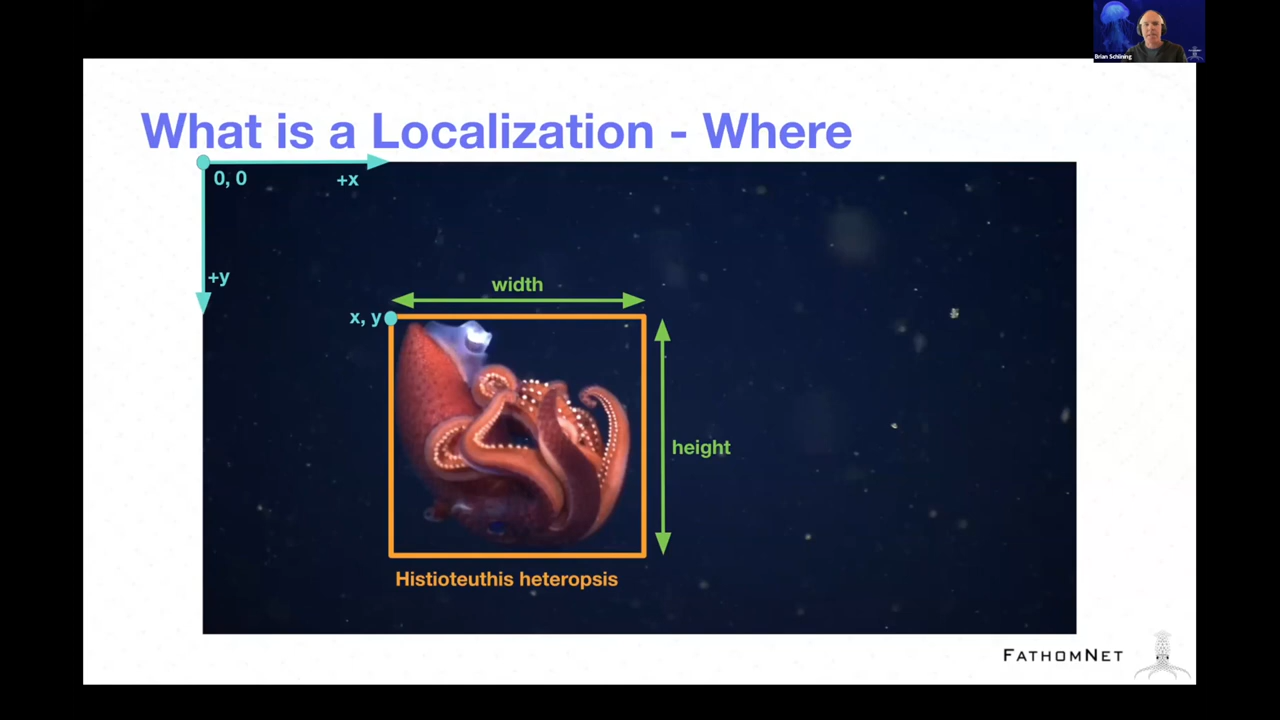 Brian Schlining
What is a Localization - Where
0, 0
+x
+y
width
x, y
height
Histioteuthis heteropsis
FATHOMNET